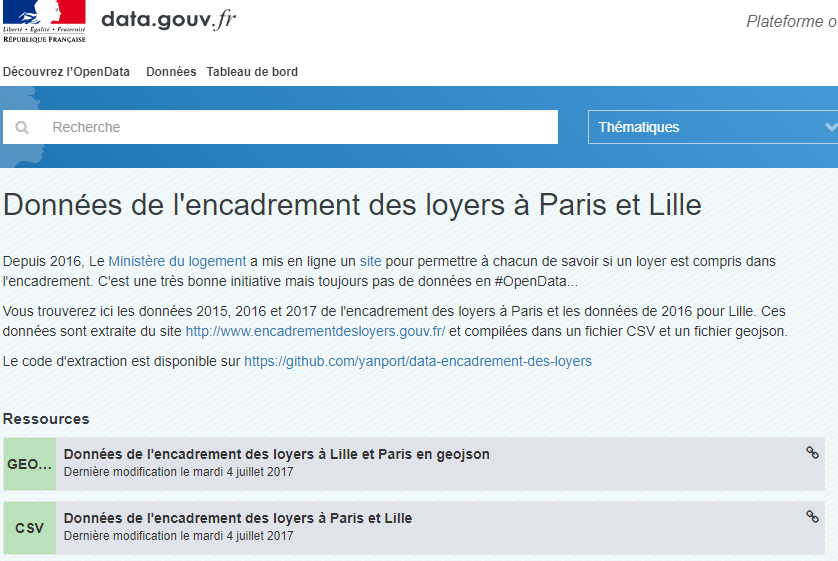 Liberté • Égalité • Fraternité
RÉPUBLIQUE FRANÇAISE
data.gouv.fr
Plateforme o
Découvrez l'OpenData Données Tableau de bord
Recherche
Thématiques
Données de l'encadrement des loyers à Paris et Lille
Depuis 2016, Le Ministère du logement a mis en ligne un site pour permettre à chacun de savoir si un loyer est compris dans
l'encadrement. C'est une très bonne initiative mais toujours pas de données en #OpenData...
Vous trouverez ici les données 2015, 2016 et 2017 de l'encadrement des loyers à Paris et les données de 2016 pour Lille. Ces
données sont extraite du site http://www.encadrementdesloyers.gouv.fr/ et compilées dans un fichier CSV et un fichier geojson.
Le code d'extraction est disponible sur https://github.com/yanport/data-encadrement-des-loyers
Ressources
GEO...
Données de l'encadrement des loyers à Lille et Paris en geojson
Dernière modification le mardi 4 juillet 2017
CSV
Données de l'encadrement des loyers à Paris et Lille
Dernière modification le mardi 4 juillet 2017